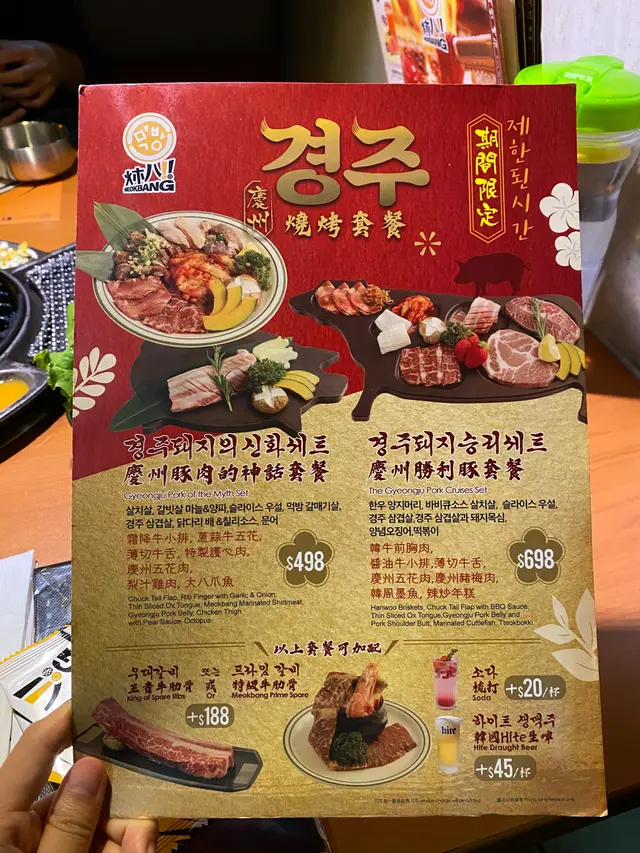 먹방
炑八!
MEOKBANG
경주
慶州
燒烤套餐
期間限定
제한된시간
경주돼지의신화세트
慶州豚肉的神話套餐
Gyeongju Pork of the Myth Set
살치살, 갈빗살 마늘&양파,슬라이스 우설, 먹방 갈매기살,
경주 삼겹살, 닭다리 배 &칠리소스, 문어
霜降牛小排, 蔥蒜牛五花,
薄切牛舌, 特製護心肉,
慶州五花肉,
梨汁雞肉, 大八爪魚
$498
Chuck Tail Flap, Rib Finger with Garlic & Onion,
Thin Sliced Ox Tongue, Meokbang Marinated Skirtmeat,
Gyeongju Pork Belly, Chicken Thigh
with Pear Sauce, Octopus
경주돼지승리세트
慶州勝利豚套餐
The Gyeongju Pork Cruises Set
한우 양지머리, 바비큐소스 살치살, 슬라이스 우설,
경주 삼겹살,경주 삼겹살과 돼지목심,
양념오징어,떡볶이
韓牛前胸肉,
醬油牛小排,薄切牛舌,
慶州五花肉,慶州豬梅肉,
韓風墨魚, 辣炒年糕
$698
Hanwoo Briskets, Chuck Tail Flap with BBQ Sauce,
Thin Sliced Ox Tongue,Gyeongju Pork Belly and
Pork Shoulder Butt, Marinated Cuttlefish, Tteokbokki
以上套餐可加配
우대갈비
王者牛肋骨
King of Spare Ribs
또는
或
Or
프라임 갈비
特級牛肋骨
Meokbang Prime Spare
+$188
소다
梳打
Soda
+$20/杯
hite
하이트 생맥주
韓國Hite生啤
Hite Draught Beer
+$45/杯